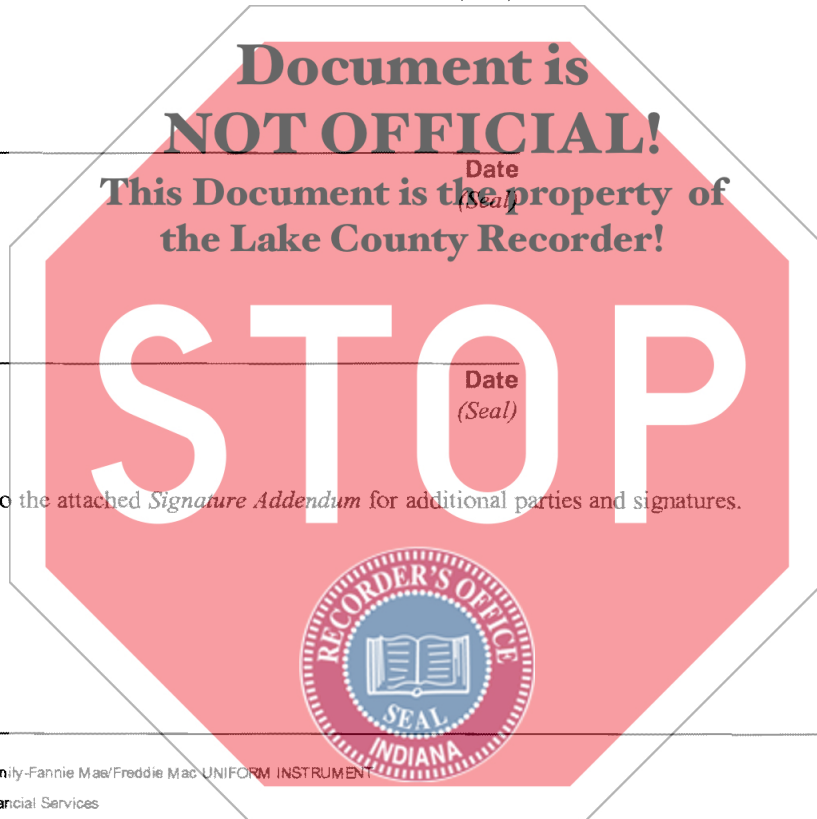 Document is
NOT OFFICIAL!
Date
This Document is the property of
(Seal)
the Lake County Recorder!
STOP
Date
(Seal)
the attached Signature Addendum for additional parties and signatures.
RECORDER'S OFFICE
SEAL
INDIANA
-Fannie Mae/Freddie Mac UNIFORM INSTRUMENT
Services